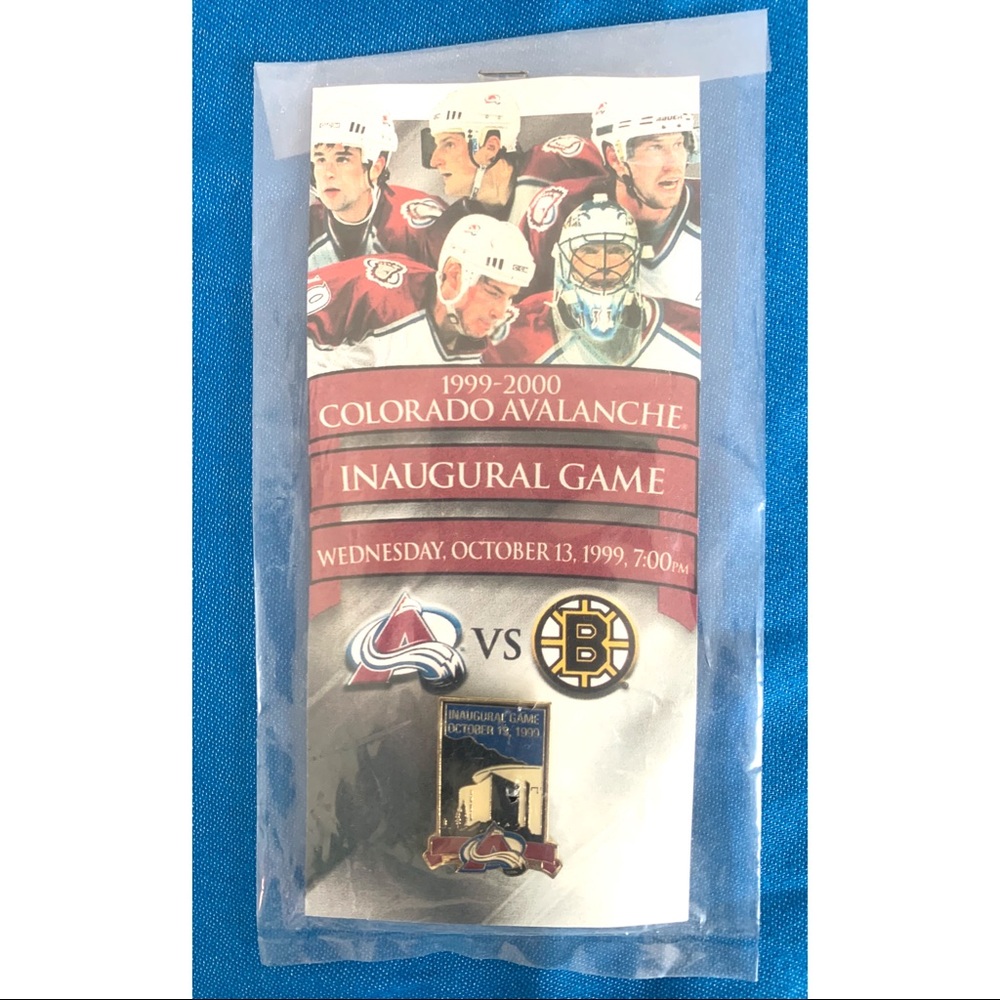 1999-2000
COLORADO AVALANCHE®
INAUGURAL GAME
WEDNESDAY, OCTOBER 13, 1999, 7:00PM
A VS B
INAUGURAL GAME
OCTOBER 13, 1999
A